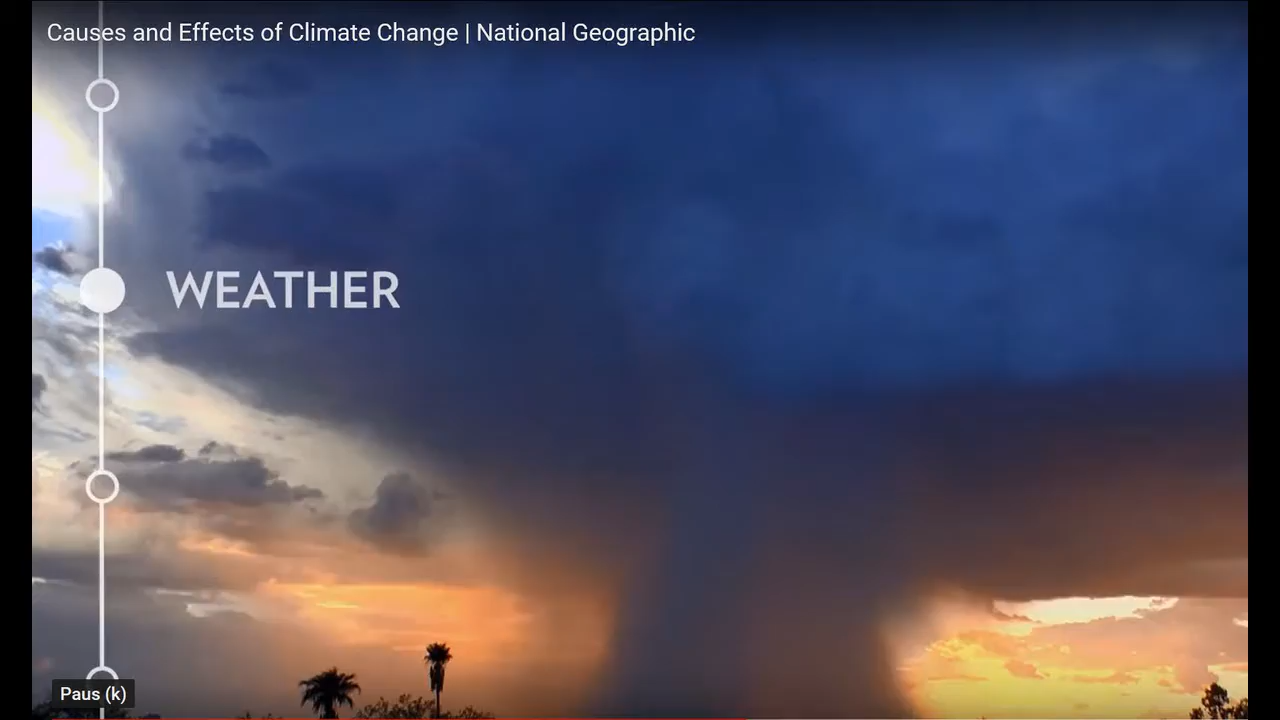 Causes and Effects of Climate Change | National Geographic
WEATHER
Paus (k)